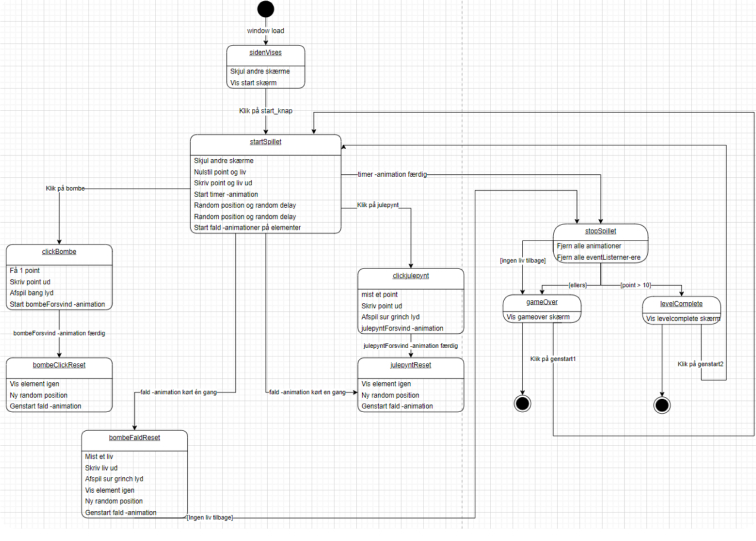 window load
sidenVises
Skjul andre skærme
Vis start skærm
Klik på start_knap
startSpillet
Skjul andre skærme
Nulstil point og liv
Skriv point og liv ud
Start timer -animation
Random position og random delay
Random position og random delay
Start fald -animationer på elementer
Klik på bombe
timer -animation færdig
Klik på julepynt
clickBombe
Få 1 point
Skriv point ud
Afspil bang lyd
Start bombeForsvind -animation
bombeForsvind -animation færdig
bombeClickReset
Vis element igen
Ny random position
Genstart fald -animation
clickjulepynt
mist et point
Skriv point ud
Afspil sur grinch lyd
julepyntForsvind -animation
julepyntForsvind -animation færdig
julepyntReset
Vis element igen
Ny random position
Genstart fald -animation
fald -animation kørt én gang
fald -animation kørt en gang
bombeFaldReset
Mist et liv
Skriv liv ud
Afspil sur grinch lyd
Vis element igen
Ny random position
Genstart fald -animation
[Ingen liv tilbage]
stopSpillet
Fjern alle animationer
Fjern alle eventListerner-ere
[ingen liv tilbage]
[ellers]
[point > 10]
gameOver
Vis gameover skærm
levelComplete
Vis levelcomplete skærm
Klik på genstart1
Klik på genstart2